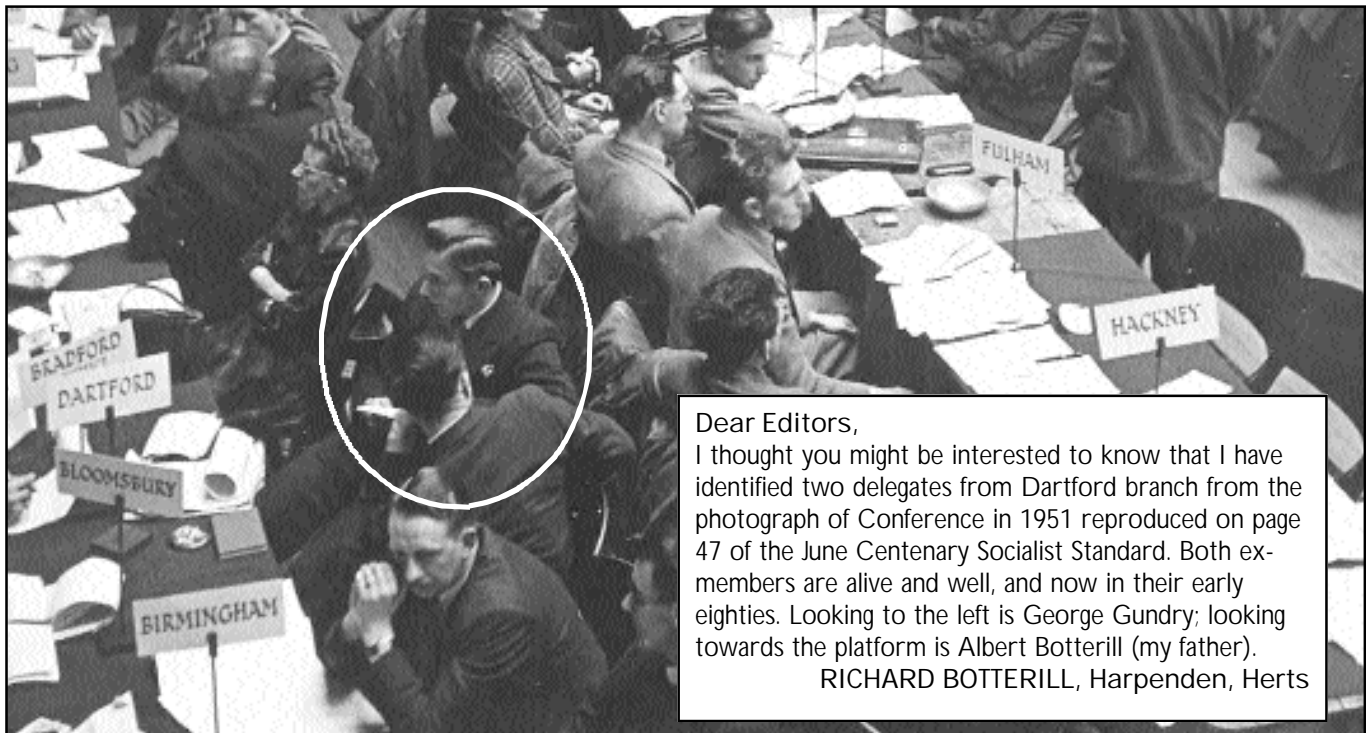 FULHAM
HACKNEY
BRADFORD
DARTFORD
BLOOMSBURY
BIRMINGHAM
Dear Editors,
I thought you might be interested to know that I have
identified two delegates from Dartford branch from the
photograph of Conference in 1951 reproduced on page
47 of the June Centenary Socialist Standard. Both ex-
members are alive and well, and now in their early
eighties. Looking to the left is George Gundry; looking
towards the platform is Albert Botterill (my father).
RICHARD BOTTERILL, Harpenden, Herts